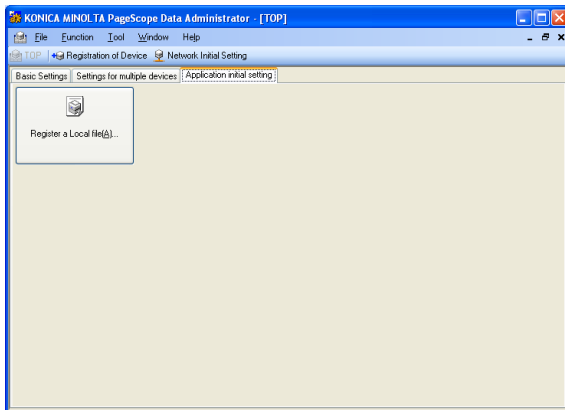 KONICA MINOLTA PageScope Data Administrator - [TOP]
File Function Tool Window Help
TOP Registration of Device Network Initial Setting
Basic Settings Settings for multiple devices Application initial setting
Register a Local file(A)...